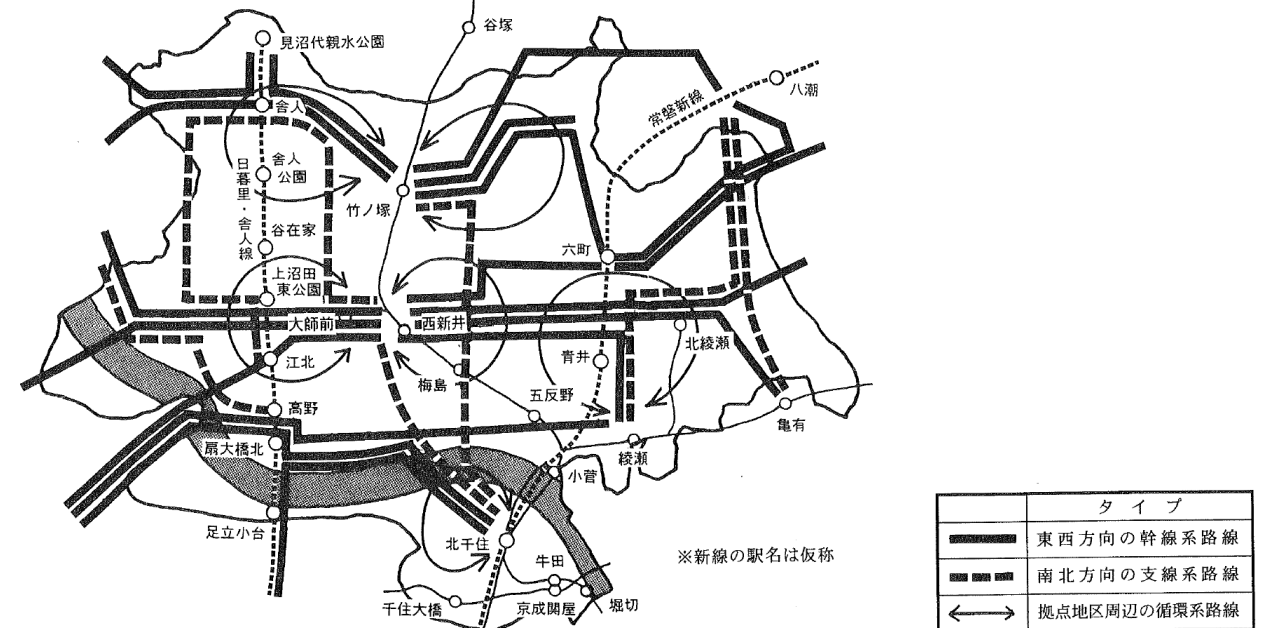 谷塚
見沼代親水公園
八潮
常磐新線
舎人
舎人
公園
日暮里・舎人線
竹ノ塚
谷在家
六町
上沼田
東公園
大師前
西新井
北綾瀬
江北
青井
梅島
五反野
高野
亀有
扇大橋北
綾瀬
小菅
足立小台
北千住
牛田
千住大橋
京成関屋
堀切
※新線の駅名は仮称
タイプ
東西方向の幹線系路線
南北方向の支線系路線
拠点地区周辺の循環系路線